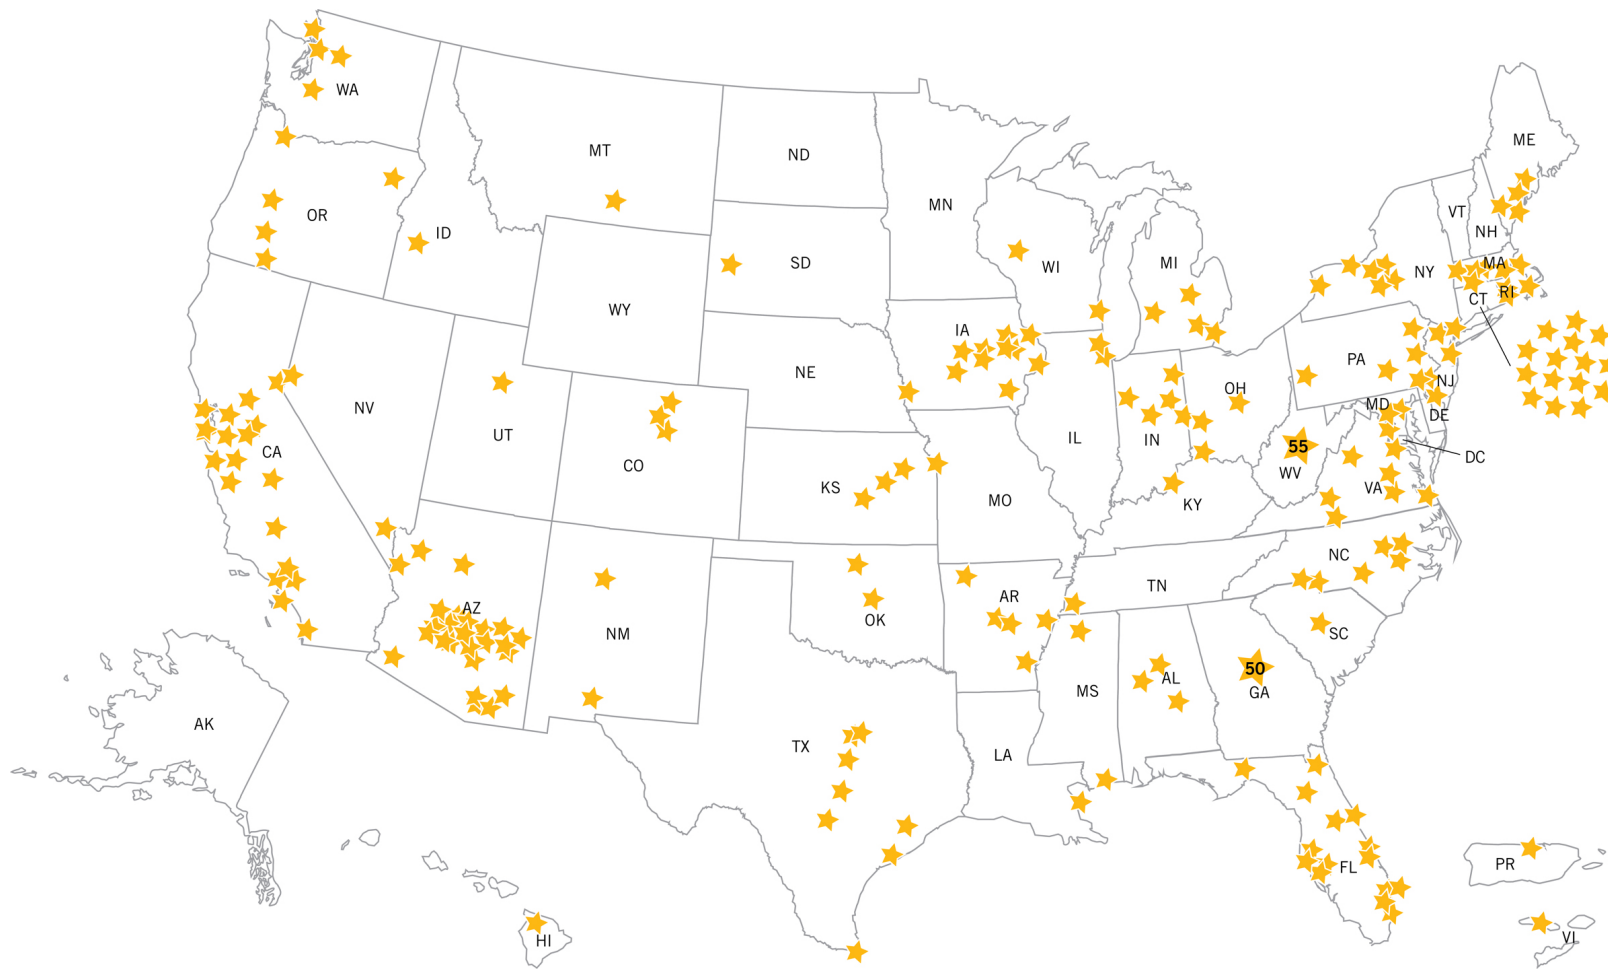 WA
ME
MT
ND
MN
OR
ID
VT
NH
WI
MI
SD
NY
MA
CT
RI
WY
IA
PA
NE
NJ
OH
MD
DE
NV
UT
CA
CO
IL
IN
55
WV
DC
KS
MO
KY
VA
NC
TN
AZ
NM
OK
AR
SC
MS
AL
50
GA
AK
TX
LA
FL
PR
HI
VI